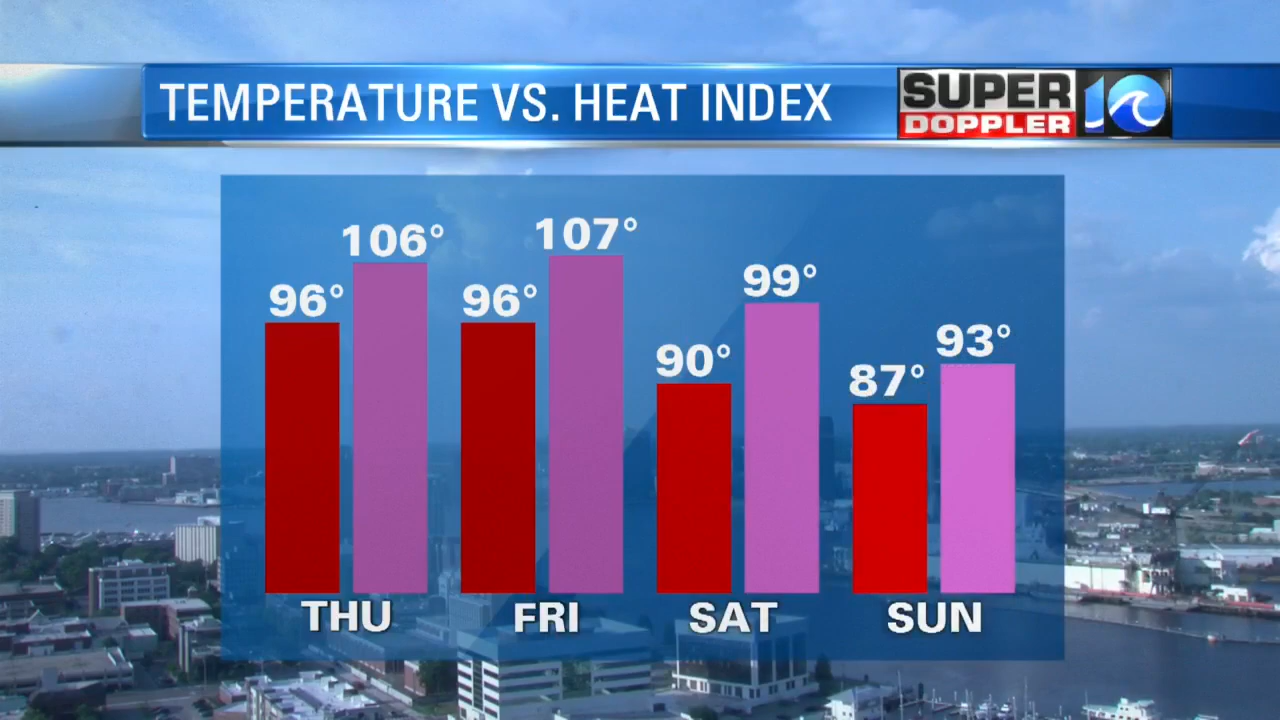 TEMPERATURE VS. HEAT INDEX
SUPER
DOPPLER
10
106°
107°
96°
96°
99°
90°
93°
87°
THU
FRI
SAT
SUN